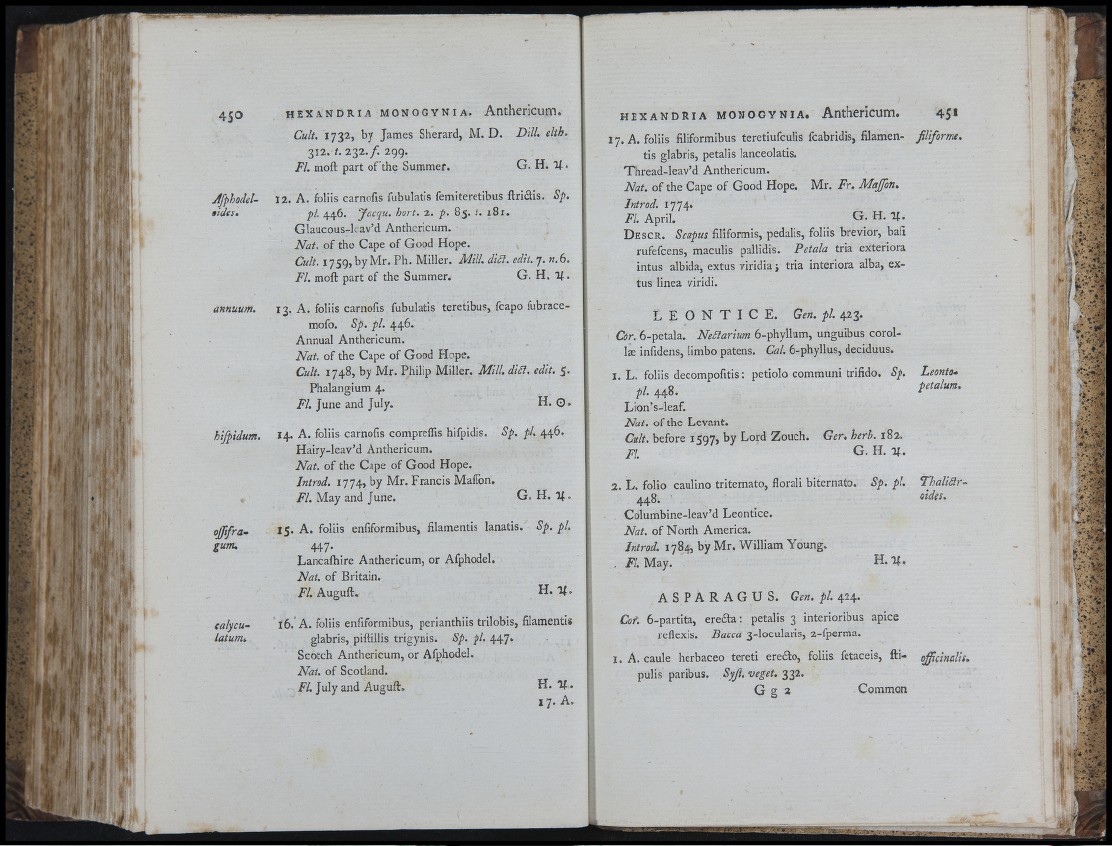 450 HEXANDRIA MONOGYNIA. Anthericum.
Cult. 1732, by James Sherard, M. D. Dill. elth.
312. t. 232. f. 299.
Fl. moſt part of the Summer. G. H. ♃.
Aſphodel- 12. A. foliis carnoſis ſubulatis ſemiteretibus ſtrictis. Sp.
oides. pl. 446. Jacqu. hort. 2. p. 85. t. 181.
Glaucous-leav'd Anthericum.
Nat. of the Cape of Good Hope.
Cult. 1759, by Mr. Ph. Miller. Mill. dict. edit. 7. n. 6.
Fl. moſt part of the Summer. G. H. ♃.
annuum. 13. A. foliis carnoſis ſubulatis teretibus, ſcapo ſubrace-
moſo. Sp. pl. 446.
Annual Anthericum.
Nat. of the Cape of Good Hope.
Cult. 1748, by Mr. Philip Miller. Mill. dict. edit. 5.
Phalangium 4.
Fl. June and July. H. ☉.
hiſpidum. 14. A. foliis carnoſis compreſſis hiſpidis. Sp. pl. 446.
Hairy-leav'd Anthericum.
Nat. of the Cape of Good Hope.
Introd. 1774, by Mr. Francis Maſſon.
Fl. May and June. G. H. ♃.
oſſifra- 15. A. foliis enſiformibus, filamentis lanatis. Sp. pl.
gum. 447.
Lancaſhire Anthericum, or Aſphodel.
Nat. of Britain.
Fl. Auguſt. H. ♃.
calycu- 16. A. foliis enſiformibus, perianthiis trilobis, filamentis
latum. glabris, piſtillis trigynis. Sp. pl. 447.
Scotch Anthericum, or Aſphodel.
Nat. of Scotland.
Fl. July and Auguſt. H. ♃.
17. A.
HEXANDRIA MONOGYNIA. Anthericum. 451
17. A. foliis filiformibus teretiuſculis ſcabridis, filamen- filiforme.
tis glabris, petalis lanceolatis.
Thread-leav'd Anthericum.
Nat. of the Cape of Good Hope. Mr. Fr. Maſſon.
Introd. 1774.
Fl. April. G. H. ♃.
DESCR. Scapus filiformis, pedalis, foliis brevior, baſi
rufeſcens, maculis pallidis. Petala tria exteriora
intus albida, extus viridia; tria interiora alba, ex-
tus linea viridi.
LEONTICE. Gen. pl. 423.
Cor. 6-petala. Nectarium 6-phyllum, unguibus corol-
læ inſidens, limbo patens. Cal. 6-phyllus, deciduus.
1. L. foliis decompoſitis: petiolo communi trifido. Sp. Leonto-
pl. 448. petalum.
Lion's-leaf.
Nat. of the Levant.
Cult. before 1597, by Lord Zouch. Ger. herb. 182.
Fl. G. H. ♃.
2. L. folio caulino triternato, florali biternato. Sp. pl. Thalictr-
448. oides.
Columbine-leav'd Leontice.
Nat. of North America.
Introd. 1784, by Mr. William Young.
Fl. May. H. ♃.
ASPARAGUS. Gen. pl. 424.
Cor. 6-partita, erecta: petalis 3 interioribus apice
reflexis. Bacca 3-locularis, 2-ſperma.
1. A. caule herbaceo tereti erecto, foliis ſetaceis, ſti- officinalis.
pulis paribus. Syſt. veget. 332.
G g 2 Common